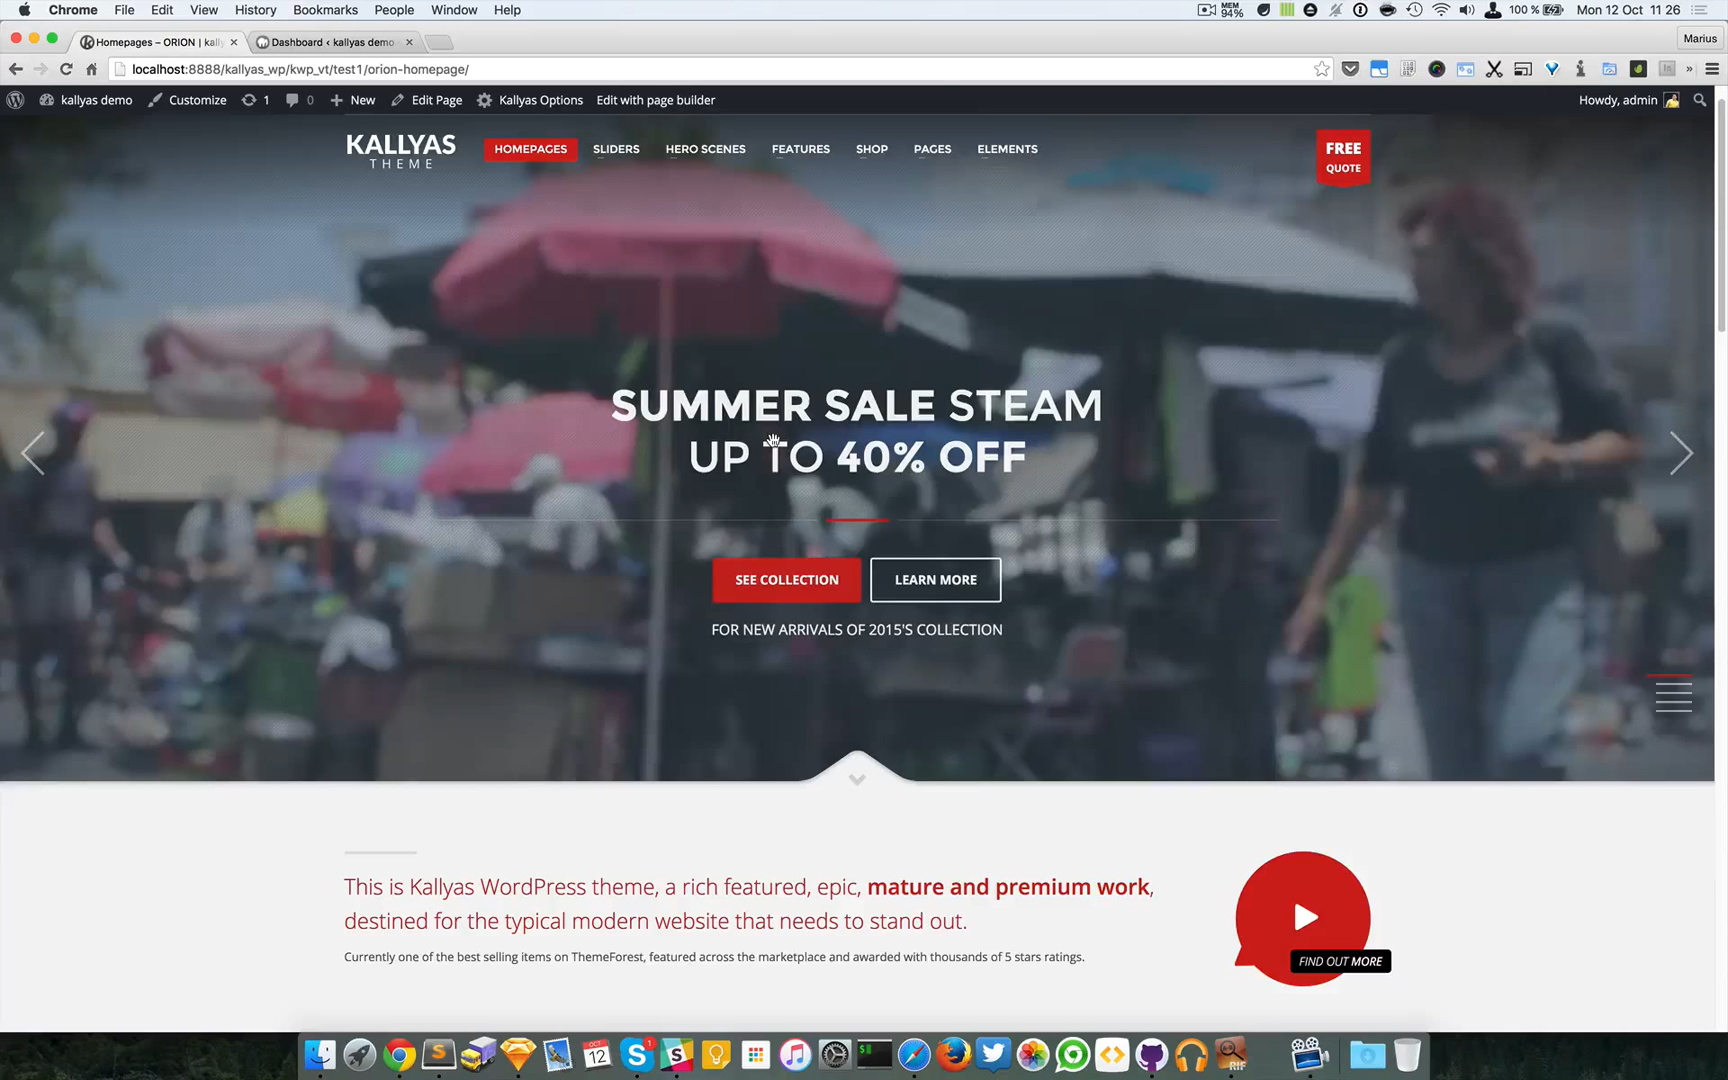 Chrome File Edit View History Bookmarks People Window Help MEM 94% 100% Mon 12 Oct 11 26
Homepages – ORION | kally Dashboard ‹ kallyas demo Marius
localhost:8888/kallyas_wp/kwp_vt/test1/orion-homepage/
kallyas demo Customize 1 0 New Edit Page Kallyas Options Edit with page builder Howdy, admin
KALLYAS
THEME
HOMEPAGES SLIDERS HERO SCENES FEATURES SHOP PAGES ELEMENTS
FREE
QUOTE
SUMMER SALE STEAM
UP TO 40% OFF
SEE COLLECTION LEARN MORE
FOR NEW ARRIVALS OF 2015'S COLLECTION
This is Kallyas WordPress theme, a rich featured, epic, mature and premium work,
destined for the typical modern website that needs to stand out.
Currently one of the best selling items on ThemeForest, featured across the marketplace and awarded with thousands of 5 stars ratings.
FIND OUT MORE
OCT
12
1
RIF